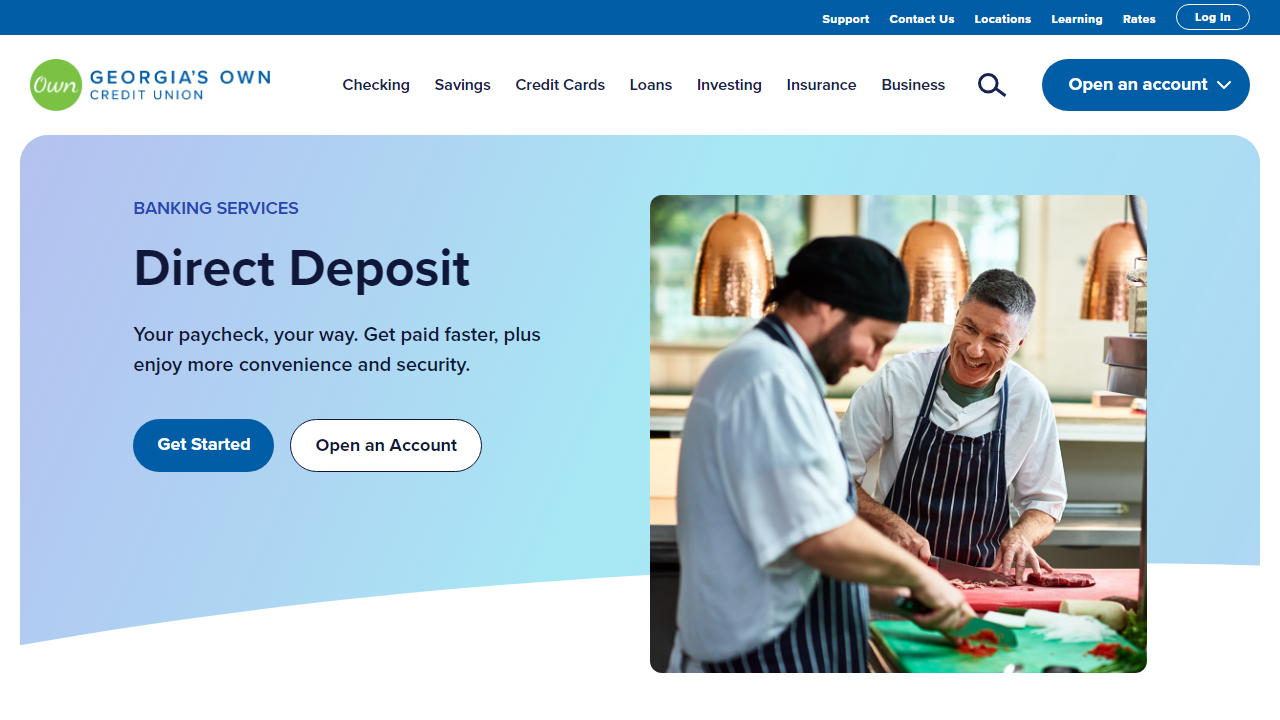 Support Contact Us Locations Learning Rates Log In
Own GEORGIA'S OWN
CREDIT UNION
Checking Savings Credit Cards Loans Investing Insurance Business Open an account
BANKING SERVICES
Direct Deposit
Your paycheck, your way. Get paid faster, plus
enjoy more convenience and security.
Get Started Open an Account